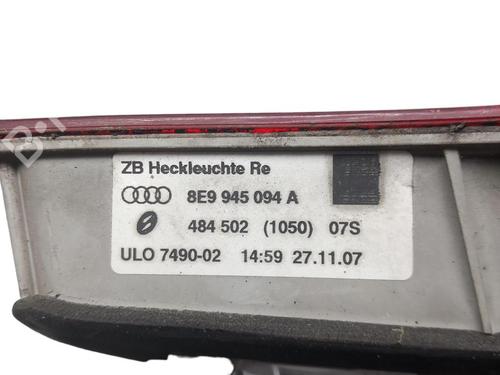 ZB Heckleuchte Re
8E9 945 094 A
484 502 (1050) 07S
ULO 7490-02 14:59 27.11.07